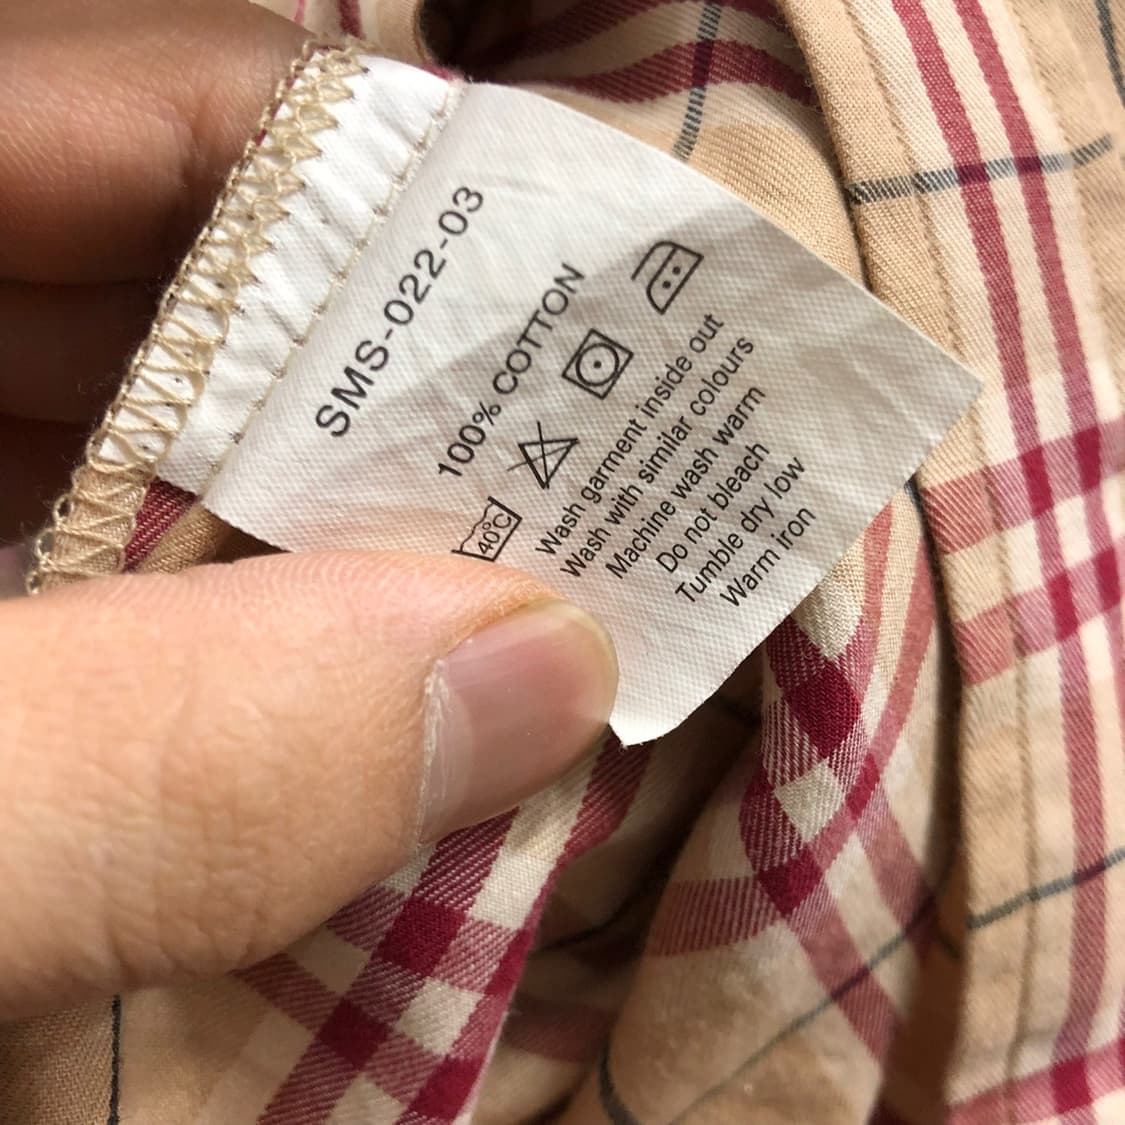 SMS-022-03
100% COTTON
40°C
Wash garment inside out
Wash with similar colours
Machine wash warm
Do not bleach
Tumble dry low
Warm iron